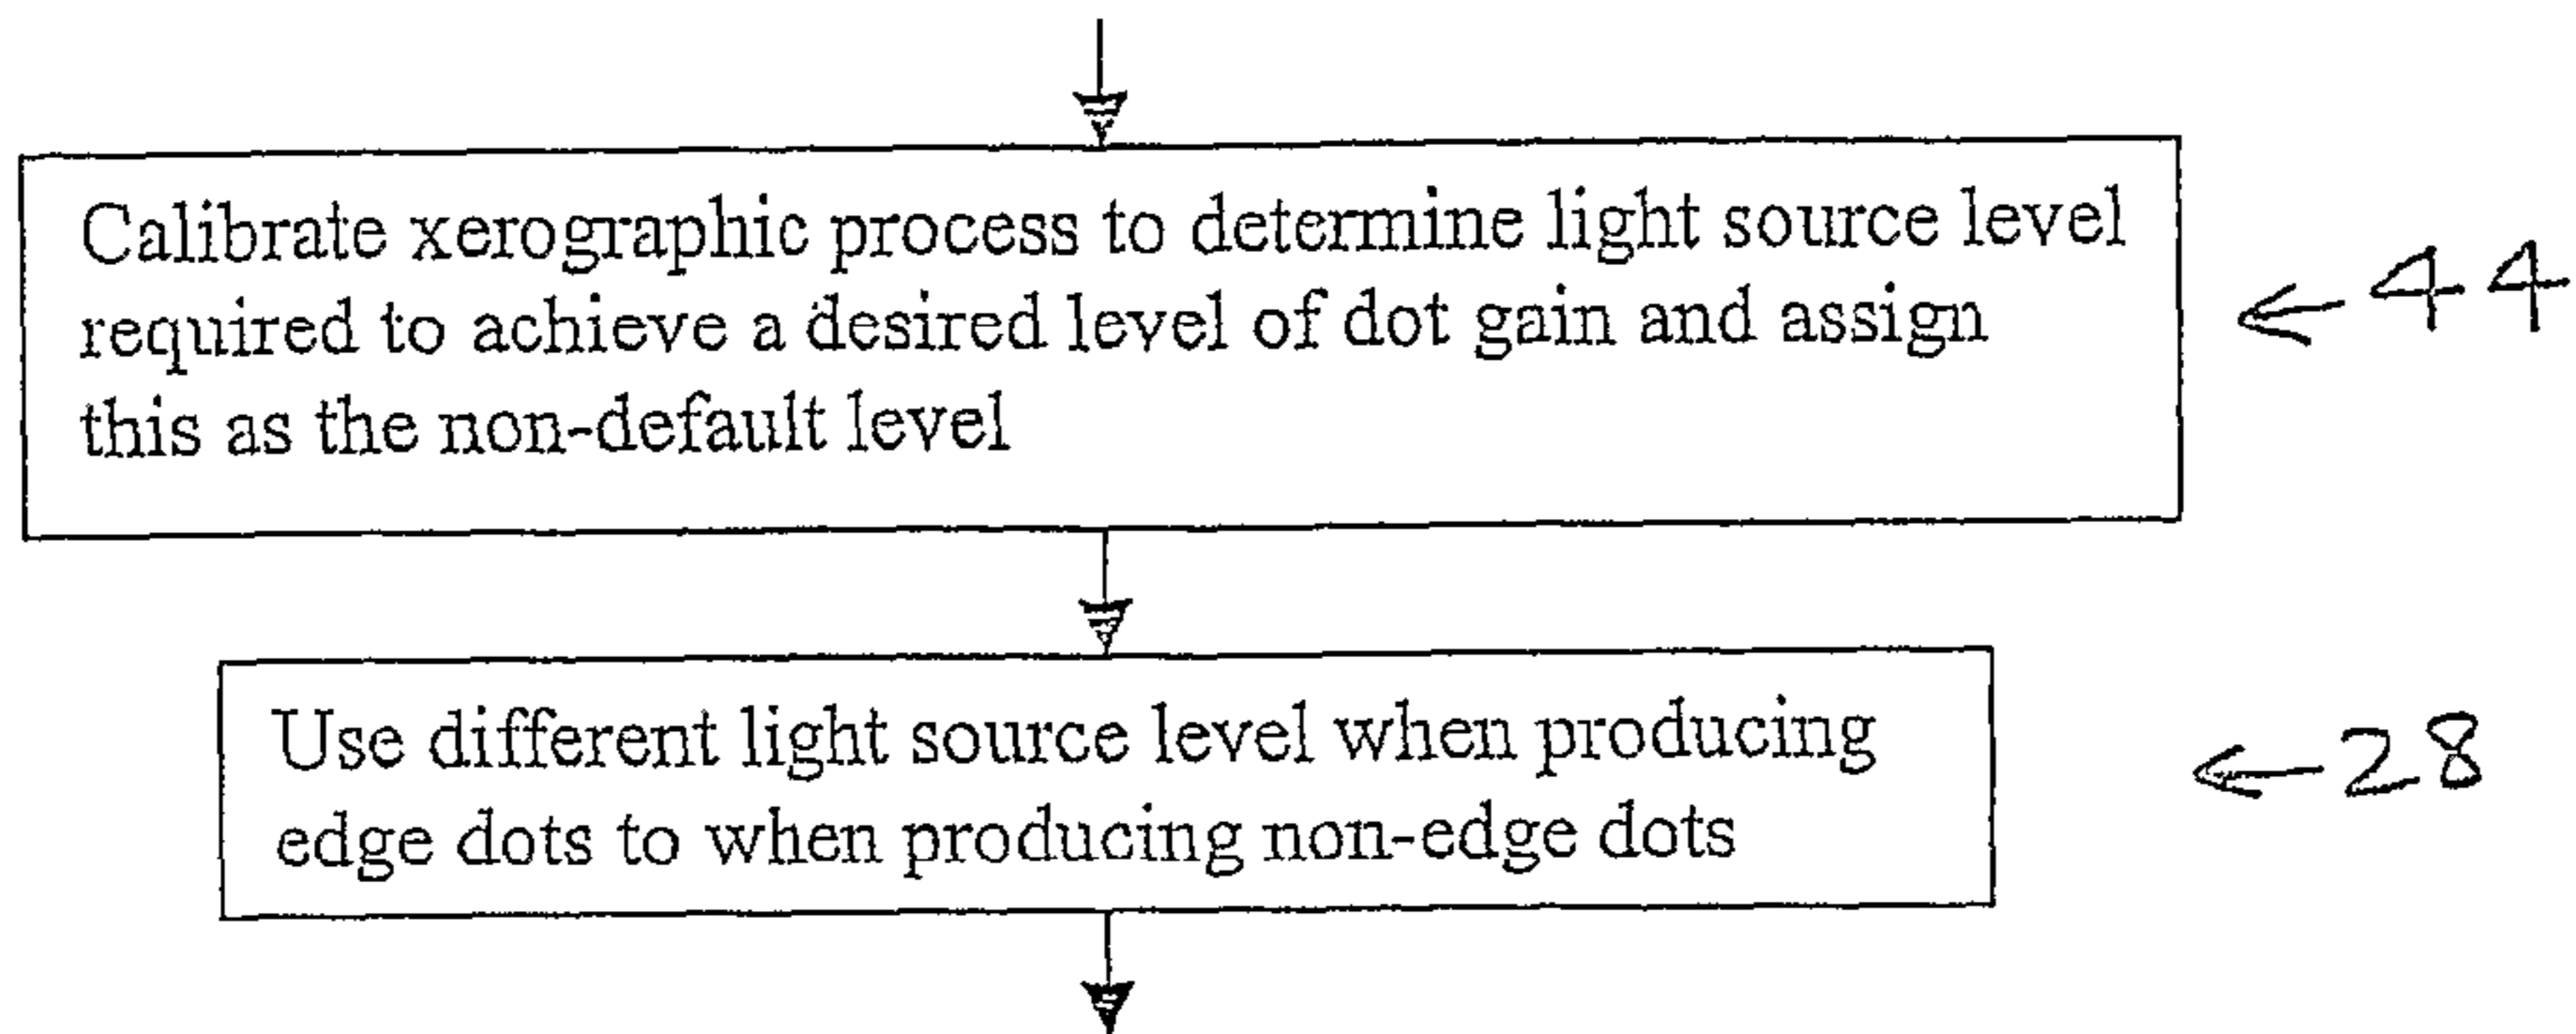 Calibrate xerographic process to determine light source level
required to achieve a desired level of dot gain and assign
this as the non-default level
←44
Use different light source level when producing
edge dots to when producing non-edge dots
←28